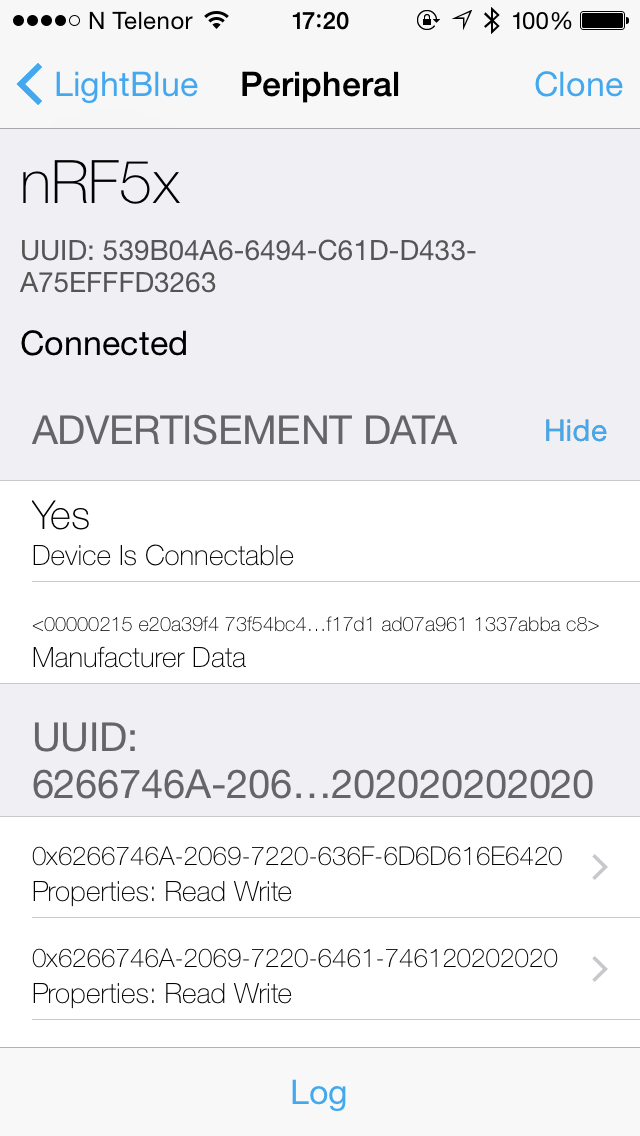 N Telenor 17:20 100%
LightBlue Peripheral Clone
nRF5x
UUID: 539B04A6-6494-C61D-D433-
A75EFFFD3263
Connected
ADVERTISEMENT DATA Hide
Yes
Device Is Connectable
<00000215 e20a39f4 73f54bc4...f17d1 ad07a961 1337abba c8>
Manufacturer Data
UUID:
6266746A-206...202020202020
0x6266746A-2069-7220-636F-6D6D616E6420
Properties: Read Write
0x6266746A-2069-7220-6461-746120202020
Properties: Read Write
Log